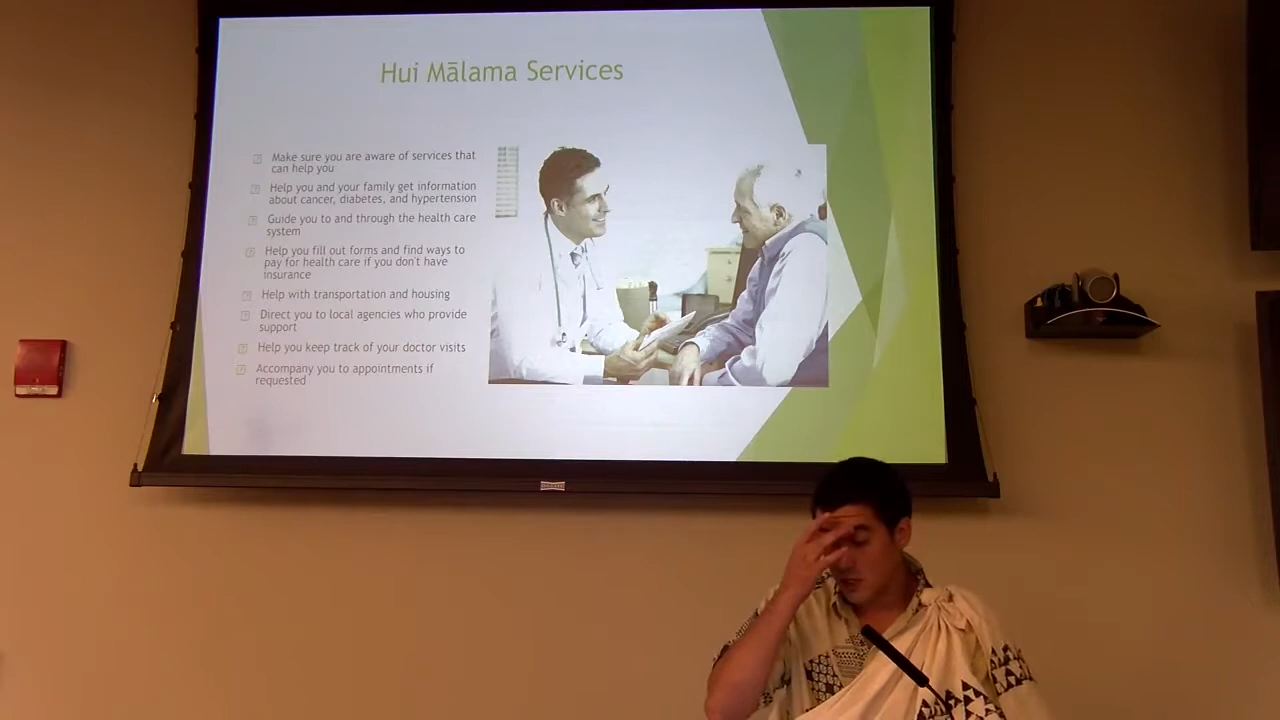 Hui Mālama Services
Make sure you are aware of services that
can help you
Help you and your family get information
about cancer, diabetes, and hypertension
Guide you to and through the health care
system
Help you fill out forms and find ways to
pay for health care if you don't have
insurance
Help with transportation and housing
Direct you to local agencies who provide
support
Help you keep track of your doctor visits
Accompany you to appointments if
requested